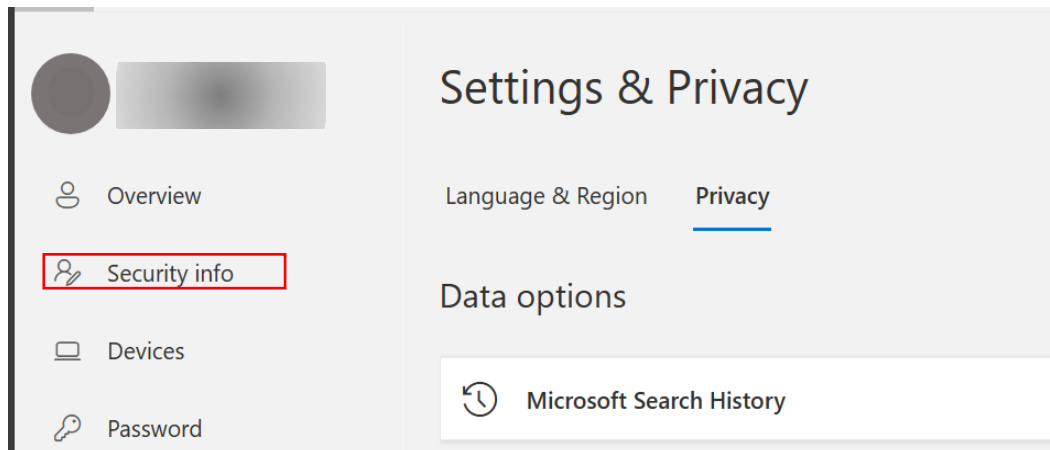 Settings & Privacy
Overview
Language & Region
Privacy
Security info
Data options
Devices
Microsoft Search History
Password